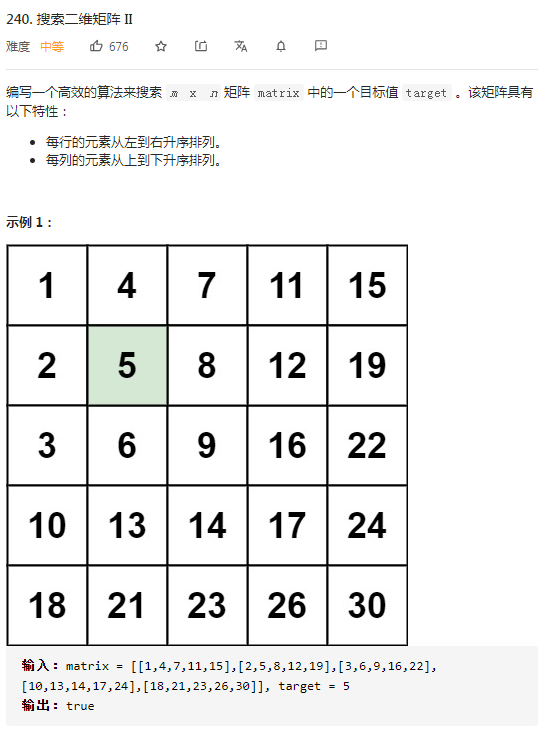 240. 搜索二维矩阵 II
难度 中等 676
编写一个高效的算法来搜索 m x n 矩阵 matrix 中的一个目标值 target 。该矩阵具有
以下特性：
每行的元素从左到右升序排列。
每列的元素从上到下升序排列。
示例 1：
1 4 7 11 15
2 5 8 12 19
3 6 9 16 22
10 13 14 17 24
18 21 23 26 30
输入：matrix = [[1,4,7,11,15],[2,5,8,12,19],[3,6,9,16,22],
[10,13,14,17,24],[18,21,23,26,30]], target = 5
输出：true